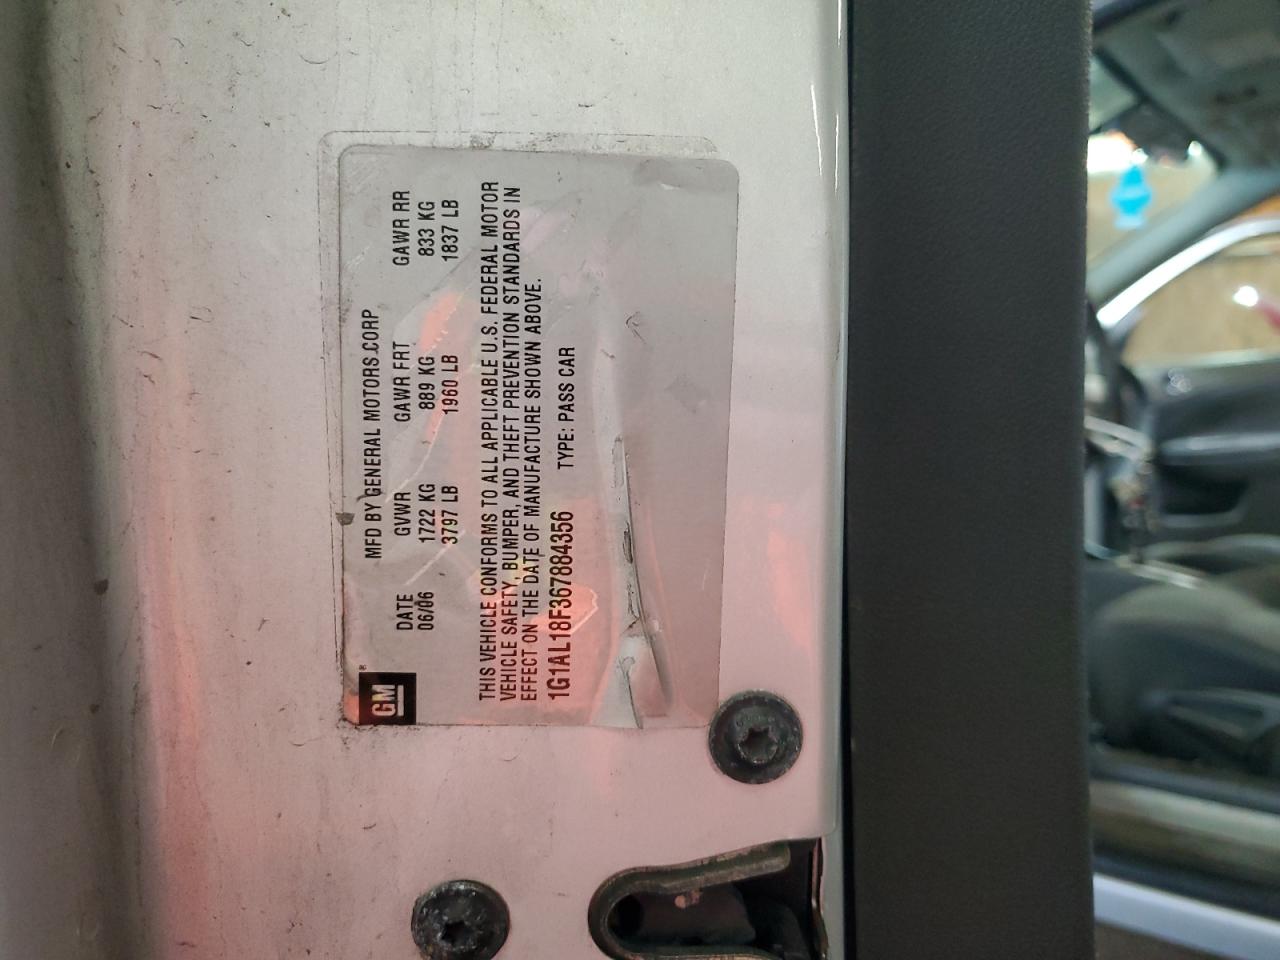 GM®
MFD BY GENERAL MOTORS CORP
DATE GVWR GAWR FRT GAWR RR
06/06 1722 KG 889 KG 833 KG
3797 LB 1960 LB 1837 LB
THIS VEHICLE CONFORMS TO ALL APPLICABLE U.S. FEDERAL MOTOR
VEHICLE SAFETY, BUMPER, AND THEFT PREVENTION STANDARDS IN
EFFECT ON THE DATE OF MANUFACTURE SHOWN ABOVE.
1G1AL18F367884356 TYPE: PASS CAR